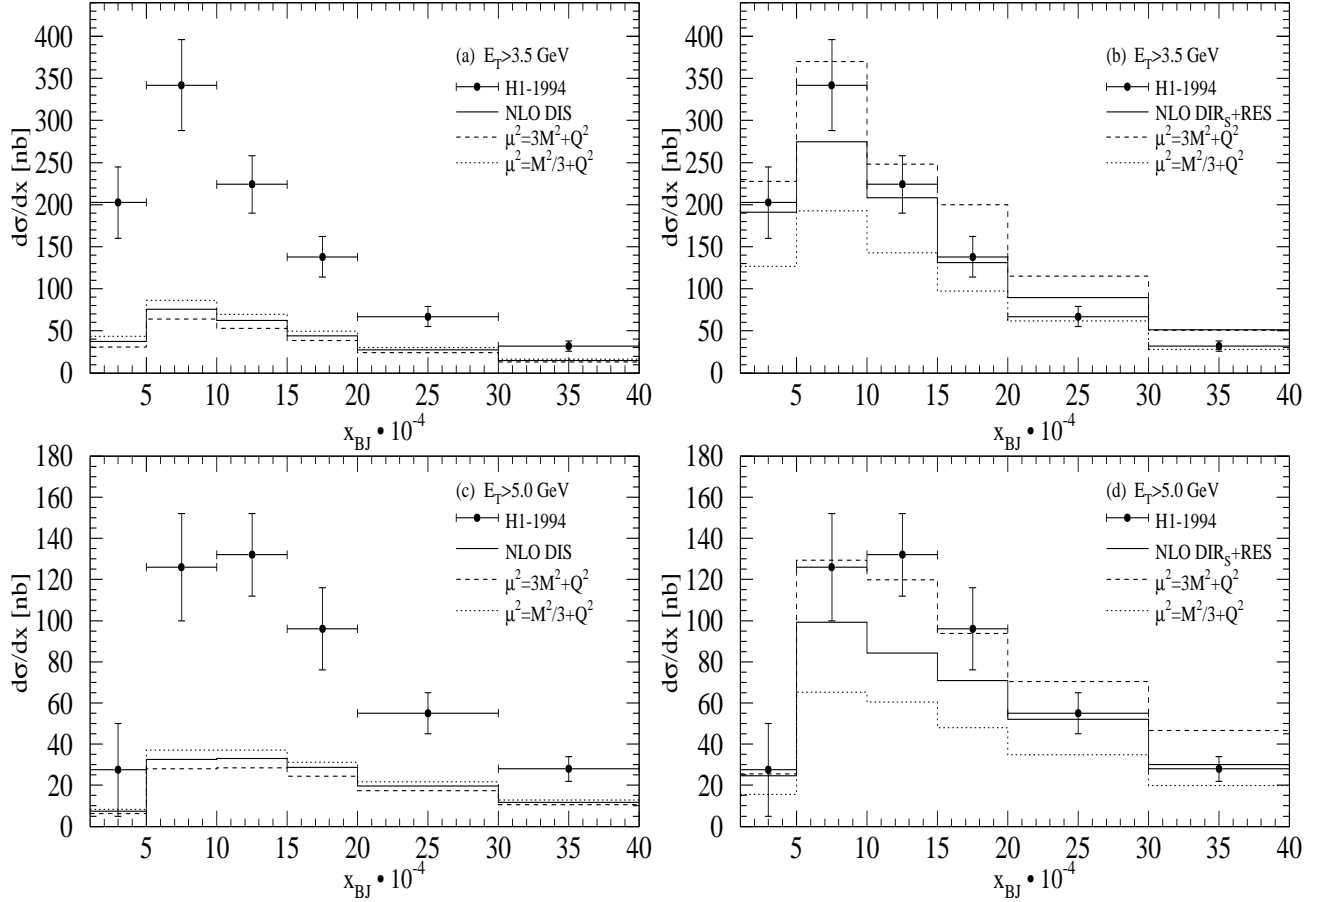 dσ/dx [nb]
400
350
300
250
200
150
100
50
0
(a) E_T>3.5 GeV
H1-1994
NLO DIS
μ²=3M²+Q²
μ²=M²/3+Q²
5 10 15 20 25 30 35 40
x_BJ • 10⁻⁴
dσ/dx [nb]
400
350
300
250
200
150
100
50
0
(b) E_T>3.5 GeV
H1-1994
NLO DIR_S+RES
μ²=3M²+Q²
μ²=M²/3+Q²
5 10 15 20 25 30 35 40
x_BJ • 10⁻⁴
dσ/dx [nb]
180
160
140
120
100
80
60
40
20
0
(c) E_T>5.0 GeV
H1-1994
NLO DIS
μ²=3M²+Q²
μ²=M²/3+Q²
5 10 15 20 25 30 35 40
x_BJ • 10⁻⁴
dσ/dx [nb]
180
160
140
120
100
80
60
40
20
0
(d) E_T>5.0 GeV
H1-1994
NLO DIR_S+RES
μ²=3M²+Q²
μ²=M²/3+Q²
5 10 15 20 25 30 35 40
x_BJ • 10⁻⁴